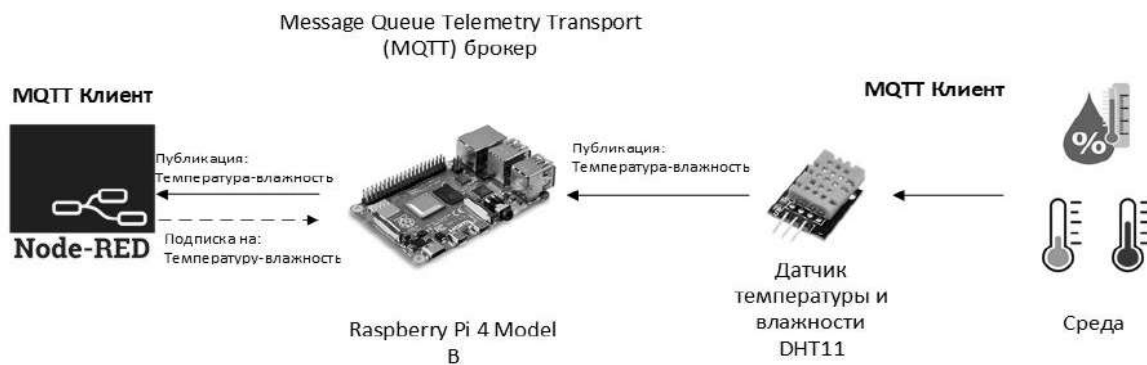 Message Queue Telemetry Transport
(MQTT) брокер
MQTT Клиент
MQTT Клиент
%
Публикация:
Температура-влажность
Публикация:
Температура-влажность
Node-RED
Подписка на:
Температуру-влажность
Датчик
температуры и
влажности
DHT11
Среда
Raspberry Pi 4 Model
B